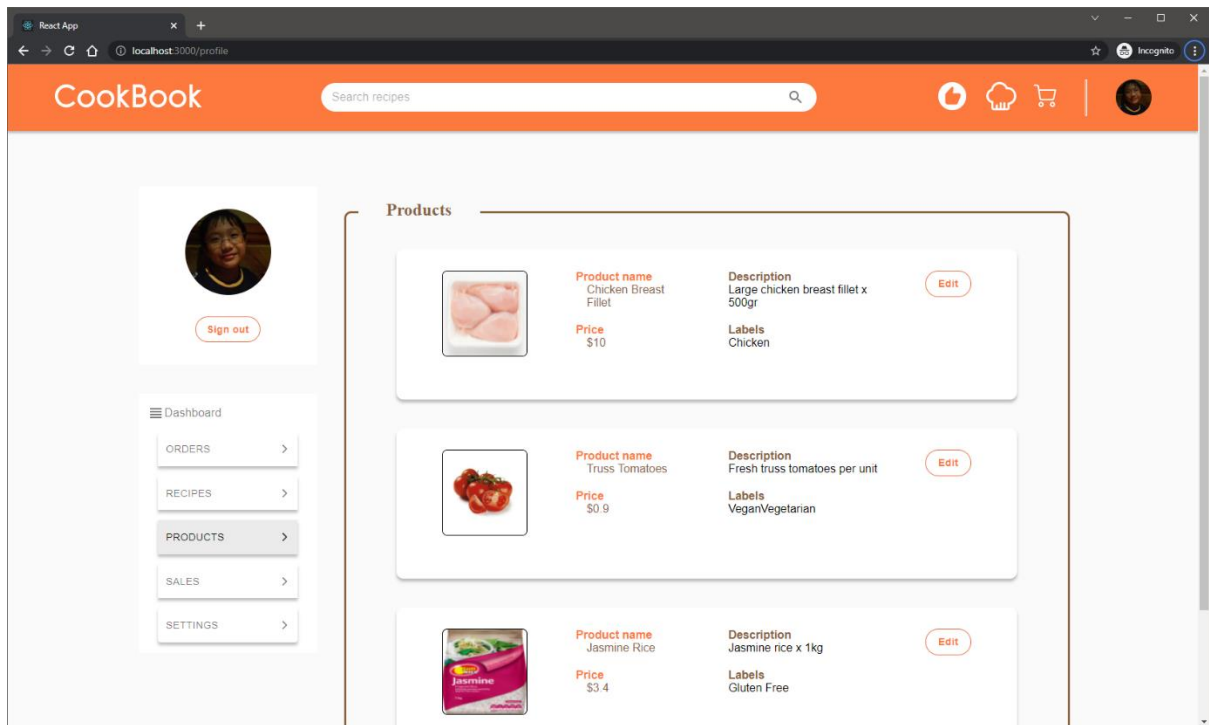 React App
localhost:3000/profile
Incognito
CookBook
Search recipes
Sign out
Dashboard
ORDERS
RECIPES
PRODUCTS
SALES
SETTINGS
Products
Product name
Chicken Breast
Fillet
Price
$10
Description
Large chicken breast fillet x
500gr
Labels
Chicken
Edit
Product name
Truss Tomatoes
Price
$0.9
Description
Fresh truss tomatoes per unit
Labels
VeganVegetarian
Edit
Jasmine
Product name
Jasmine Rice
Price
$3.4
Description
Jasmine rice x 1kg
Labels
Gluten Free
Edit